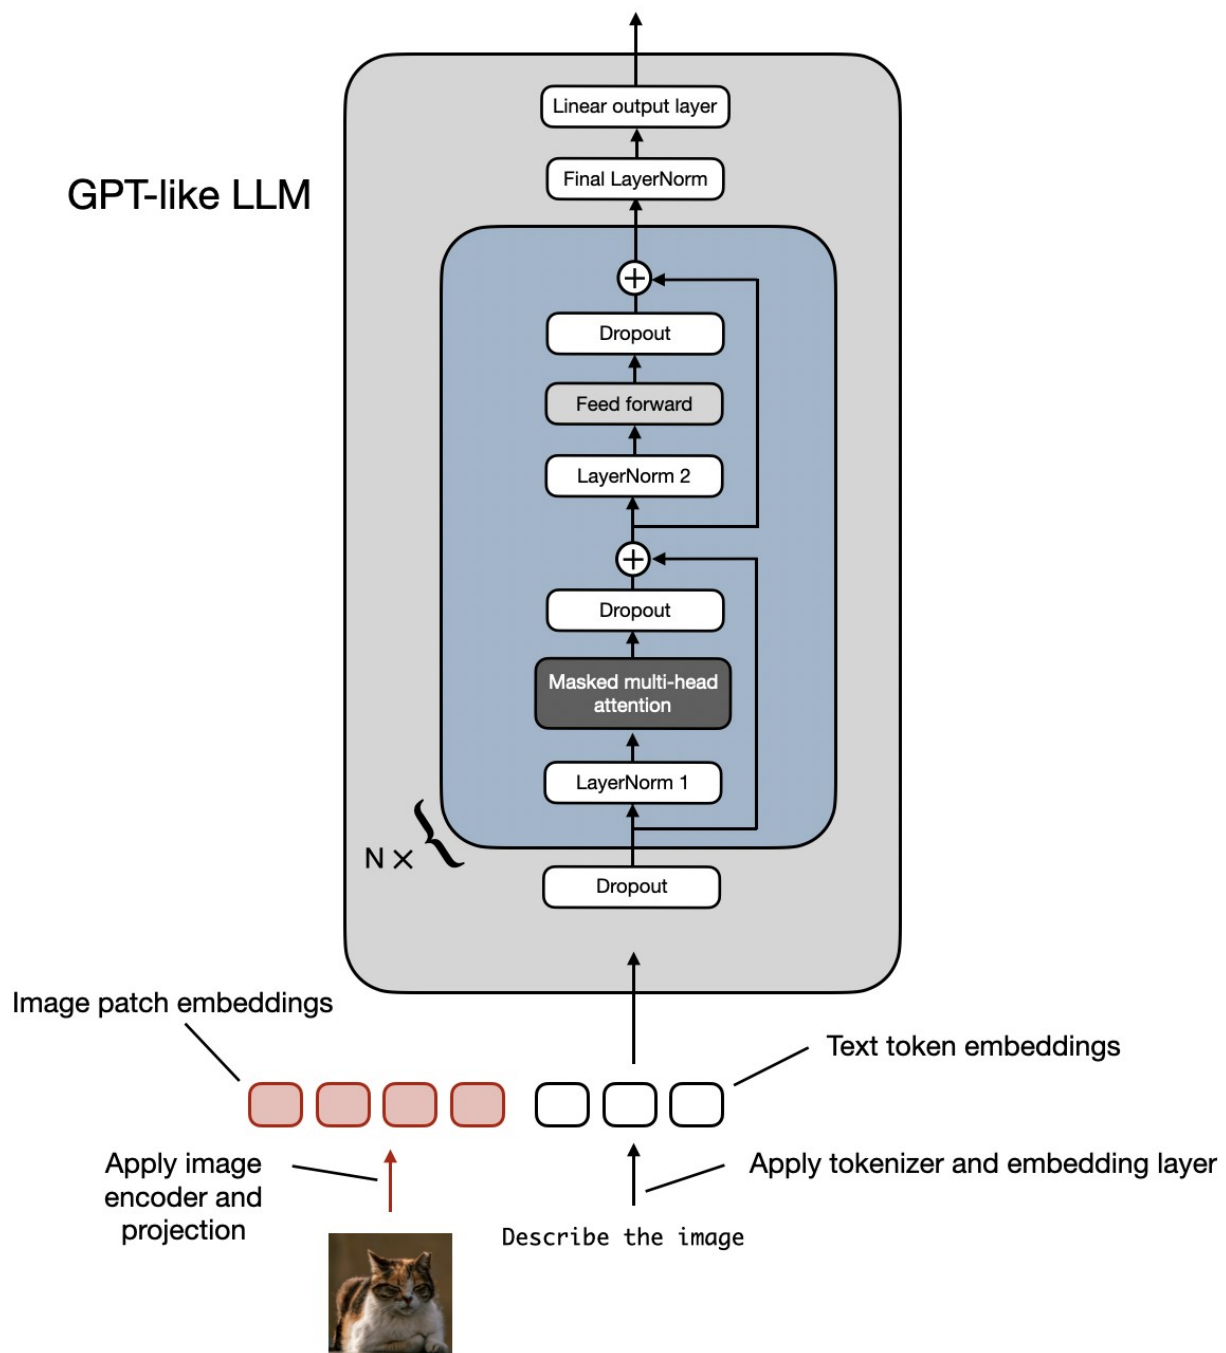 Linear output layer
Final LayerNorm
GPT-like LLM
Dropout
Feed forward
LayerNorm 2
Dropout
Masked multi-head
attention
LayerNorm 1
N ×
Dropout
Image patch embeddings
Text token embeddings
Apply image
encoder and
projection
Apply tokenizer and embedding layer
Describe the image